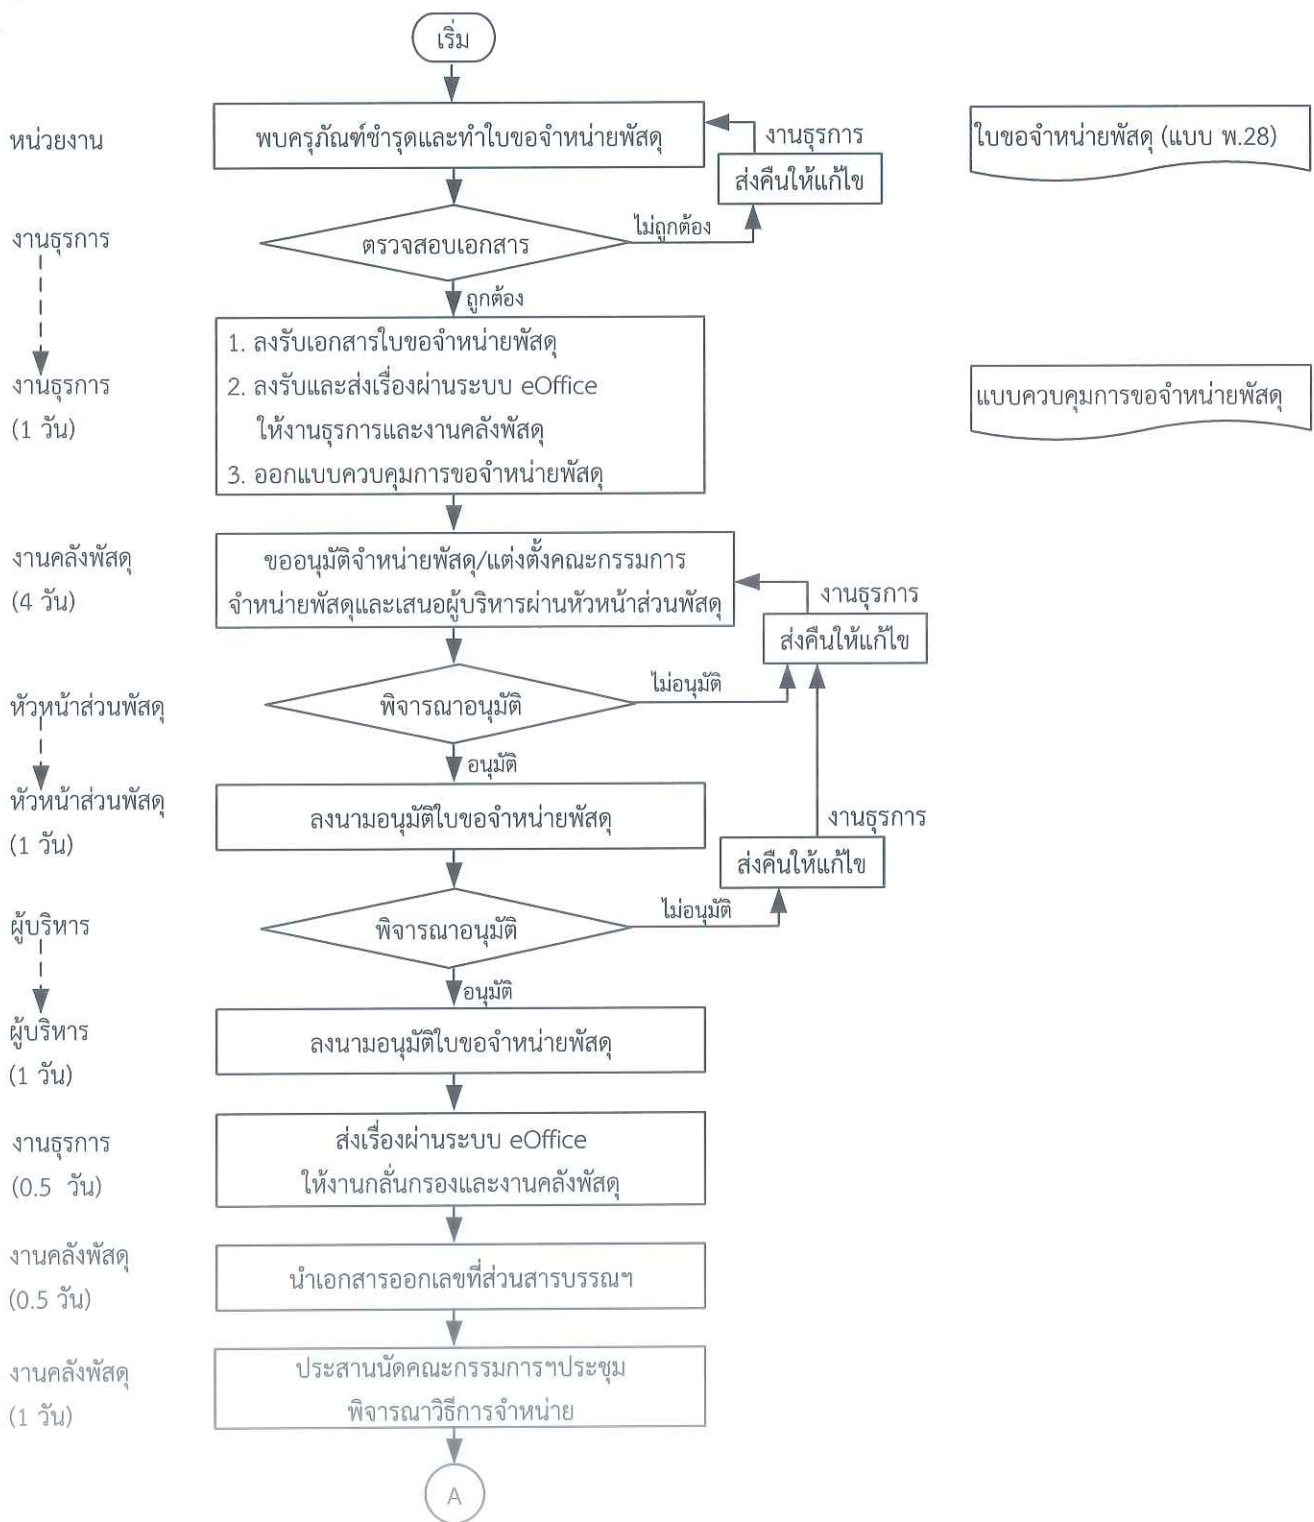 เริ่ม
หน่วยงาน
พบครุภัณฑ์ชำรุดและทำใบขอจำหน่ายพัสดุ
งานธุรการ
ส่งคืนให้แก้ไข
ใบขอจำหน่ายพัสดุ (แบบ พ.28)
งานธุรการ
ตรวจสอบเอกสาร
ไม่ถูกต้อง
ถูกต้อง
งานธุรการ
(1 วัน)
1. ลงรับเอกสารใบขอจำหน่ายพัสดุ
2. ลงรับและส่งเรื่องผ่านระบบ eOffice
ให้งานธุรการและงานคลังพัสดุ
3. ออกแบบควบคุมการขอจำหน่ายพัสดุ
แบบควบคุมการขอจำหน่ายพัสดุ
งานคลังพัสดุ
(4 วัน)
ขออนุมัติจำหน่ายพัสดุ/แต่งตั้งคณะกรรมการ
จำหน่ายพัสดุและเสนอผู้บริหารผ่านหัวหน้าส่วนพัสดุ
งานธุรการ
ส่งคืนให้แก้ไข
หัวหน้าส่วนพัสดุ
พิจารณาอนุมัติ
ไม่อนุมัติ
อนุมัติ
หัวหน้าส่วนพัสดุ
(1 วัน)
ลงนามอนุมัติใบขอจำหน่ายพัสดุ
งานธุรการ
ส่งคืนให้แก้ไข
ผู้บริหาร
พิจารณาอนุมัติ
ไม่อนุมัติ
อนุมัติ
ผู้บริหาร
(1 วัน)
ลงนามอนุมัติใบขอจำหน่ายพัสดุ
งานธุรการ
(0.5 วัน)
ส่งเรื่องผ่านระบบ eOffice
ให้งานกลั่นกรองและงานคลังพัสดุ
งานคลังพัสดุ
(0.5 วัน)
นำเอกสารออกเลขที่ส่วนสารบรรณฯ
งานคลังพัสดุ
(1 วัน)
ประสานนัดคณะกรรมการฯประชุม
พิจารณาวิธีการจำหน่าย
A